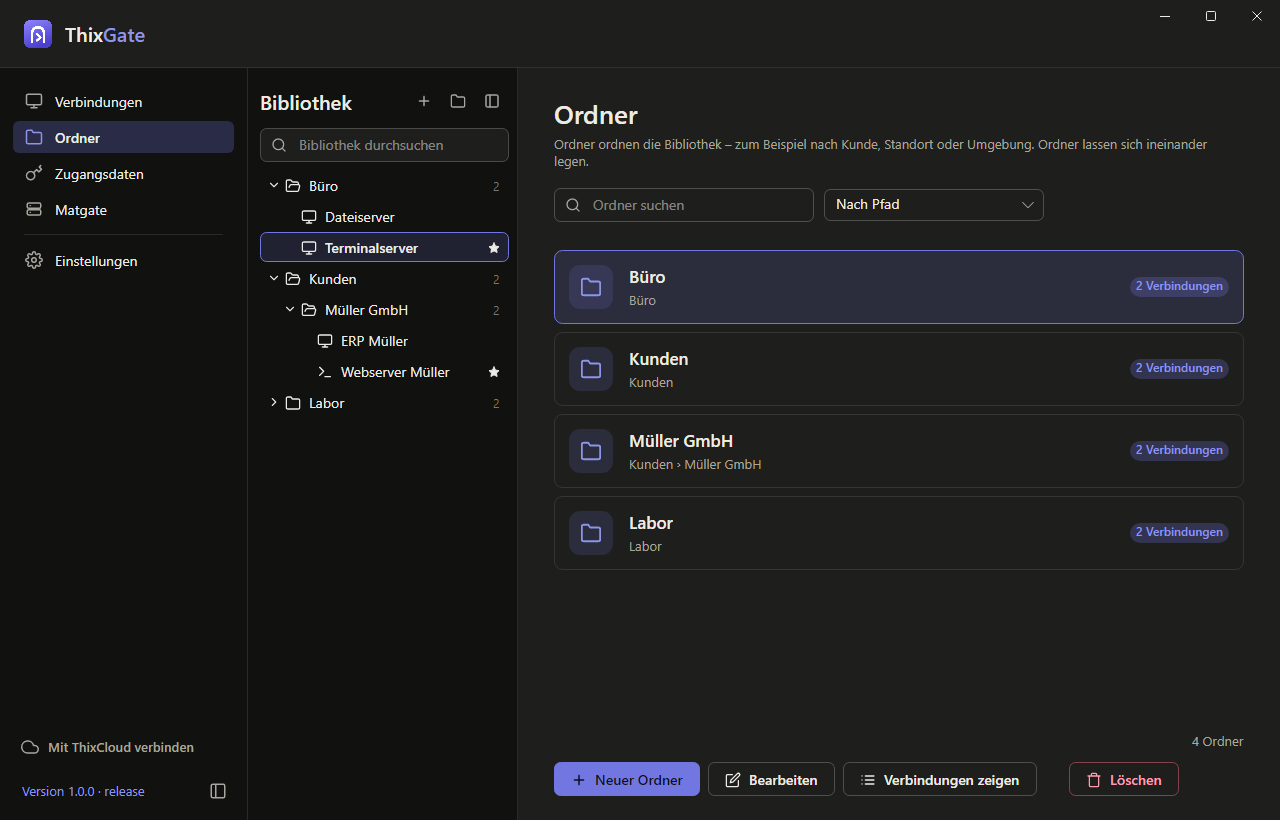 ThixGate
Verbindungen
Ordner
Zugangsdaten
Matgate
Einstellungen
Mit ThixCloud verbinden
Version 1.0.0 · release
Bibliothek
Bibliothek durchsuchen
Büro 2
Dateiserver
Terminalserver
Kunden 2
Müller GmbH 2
ERP Müller
Webserver Müller
Labor 2
Ordner
Ordner ordnen die Bibliothek – zum Beispiel nach Kunde, Standort oder Umgebung. Ordner lassen sich ineinander
legen.
Ordner suchen
Nach Pfad
Büro
Büro
2 Verbindungen
Kunden
Kunden
2 Verbindungen
Müller GmbH
Kunden › Müller GmbH
2 Verbindungen
Labor
Labor
2 Verbindungen
4 Ordner
Neuer Ordner
Bearbeiten
Verbindungen zeigen
Löschen